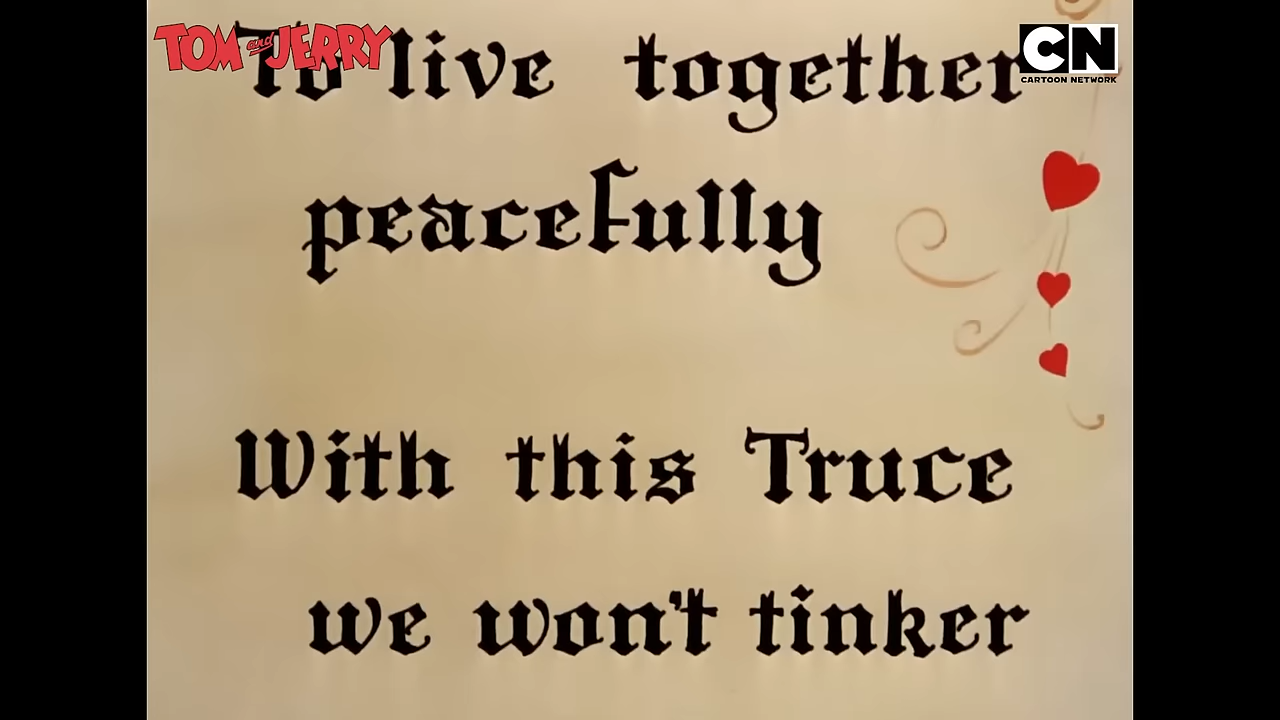 TOM and JERRY
CN
CARTOON NETWORK
To live together
peacefully
With this Truce
we won't tinker